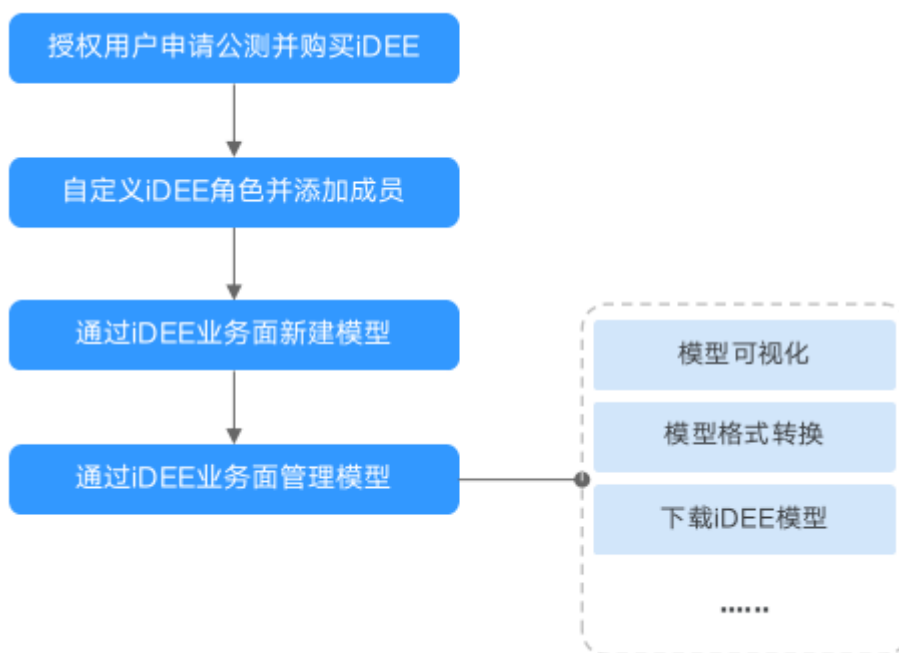 授权用户申请公测并购买iDEE
自定义iDEE角色并添加成员
通过iDEE业务面新建模型
通过iDEE业务面管理模型
模型可视化
模型格式转换
下载iDEE模型
……